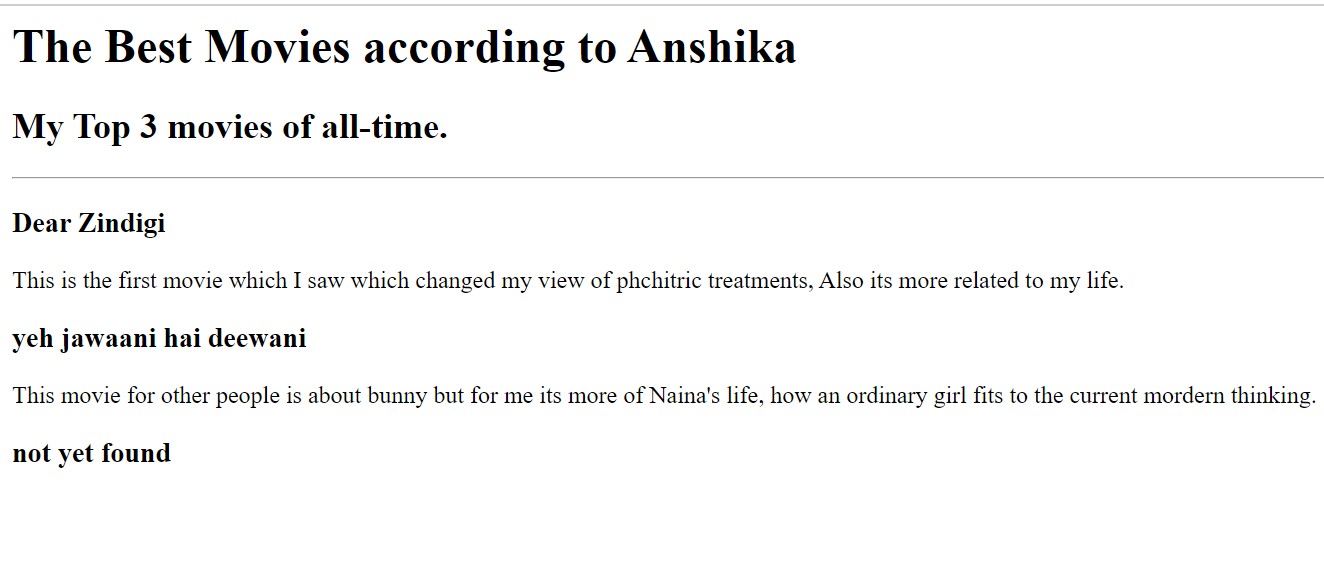 The Best Movies according to Anshika
My Top 3 movies of all-time.
Dear Zindigi
This is the first movie which I saw which changed my view of phchitric treatments, Also its more related to my life.
yeh jawaani hai deewani
This movie for other people is about bunny but for me its more of Naina's life, how an ordinary girl fits to the current mordern thinking.
not yet found